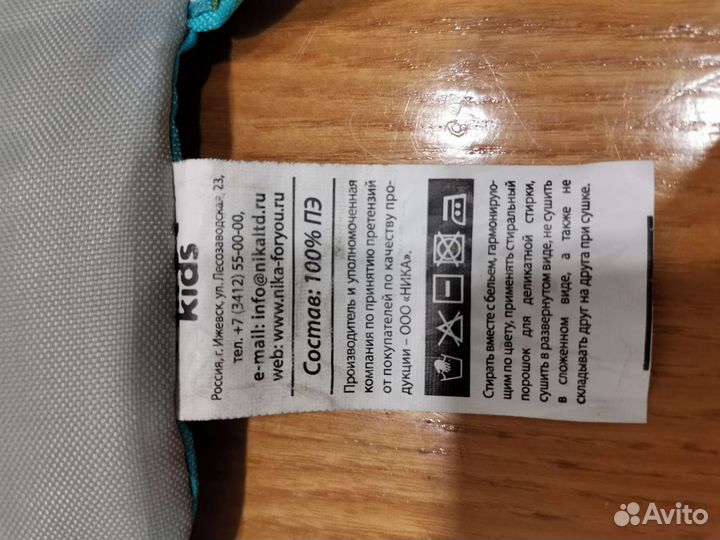 kids
Россия, г. Ижевск, ул. Лесозаводская, 23,
тел. +7 (3412) 55-00-00,
e-mail: info@nikaltd.ru
web: www.nika-foryou.ru
Состав: 100% ПЭ
Производитель и уполномоченная
компания по принятию претензий
от покупателей по качеству про-
дукции – ООО «НИКА».
Стирать вместе с бельем, гармонирую-
щим по цвету, применять стиральный
порошок для деликатной стирки,
сушить в развернутом виде, не сушить
в сложенном виде, а также не
складывать друг на друга при сушке.
Avito